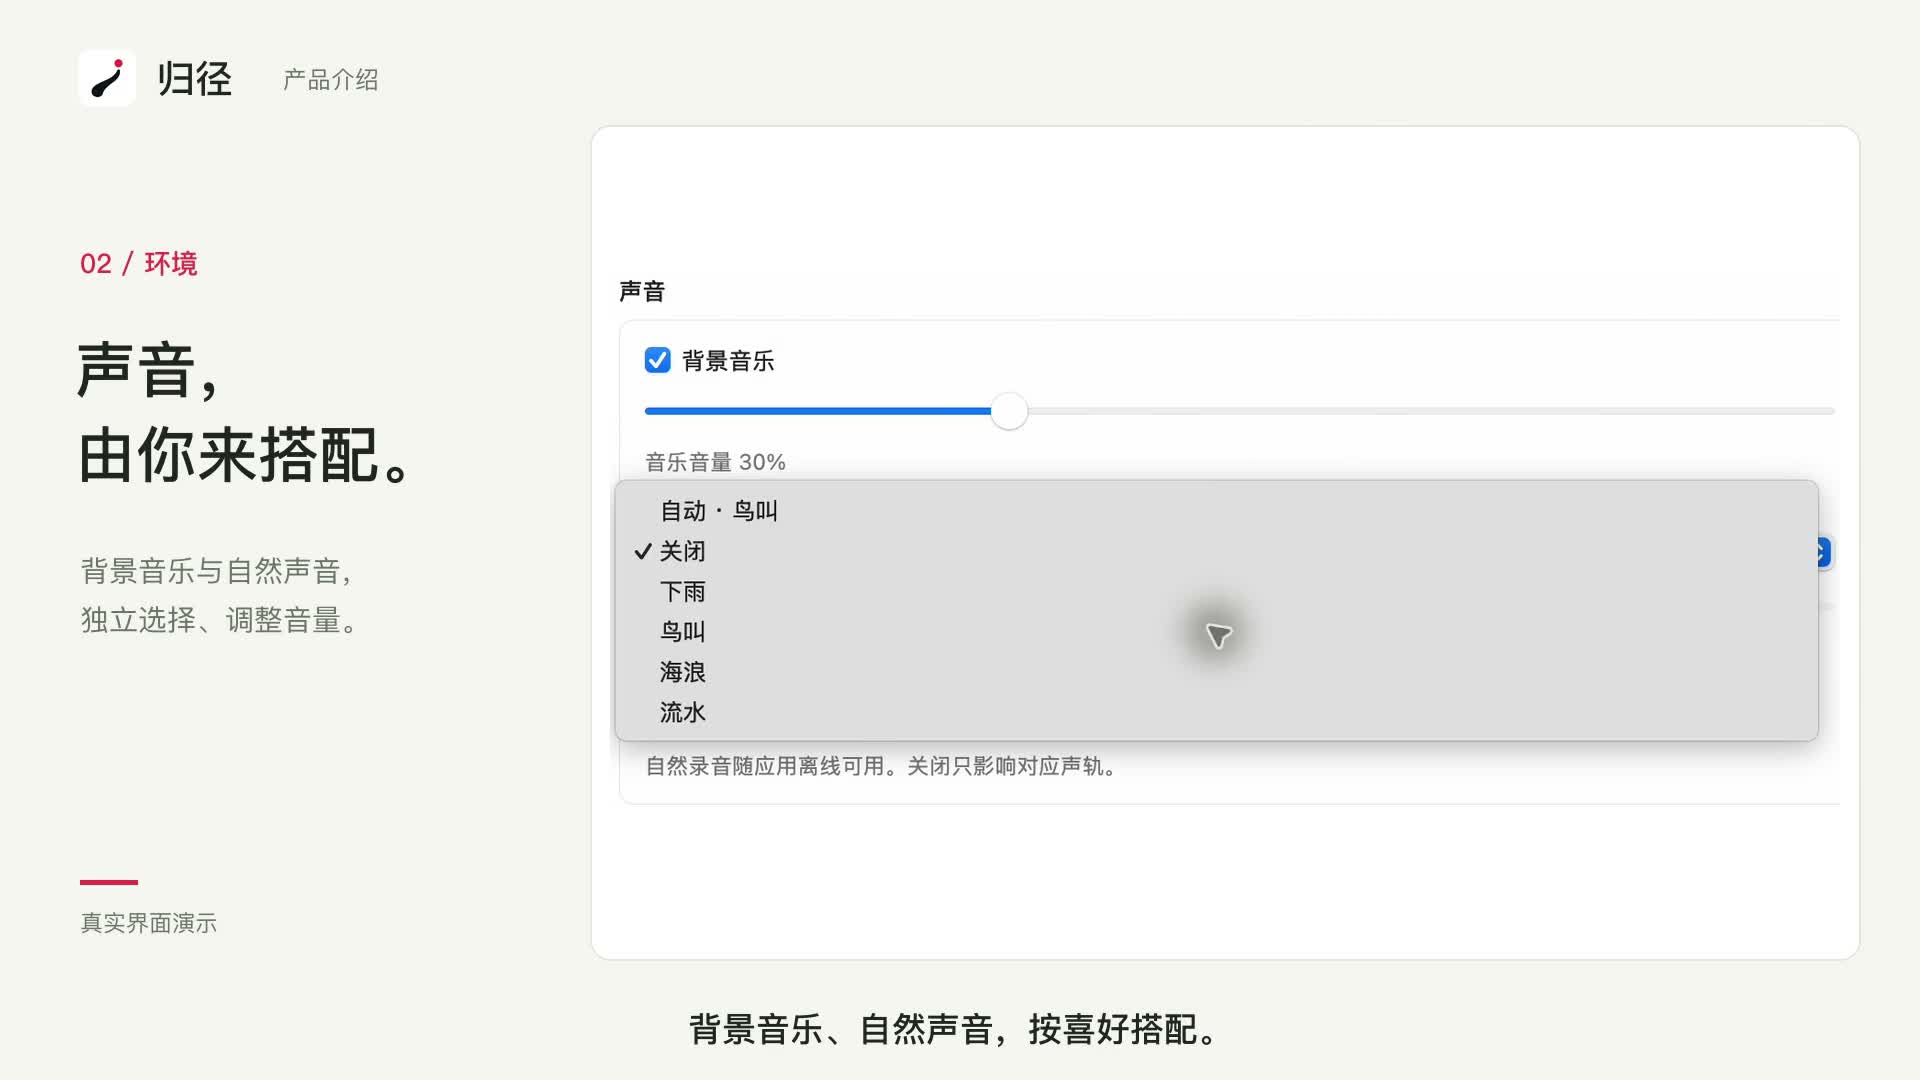 归径
产品介绍
02 / 环境
声音，
由你来搭配。
背景音乐与自然声音，
独立选择、调整音量。
真实界面演示
声音
背景音乐
音乐音量 30%
自动 · 鸟叫
✓ 关闭
下雨
鸟叫
海浪
流水
自然录音随应用离线可用。关闭只影响对应声轨。
背景音乐、自然声音，按喜好搭配。